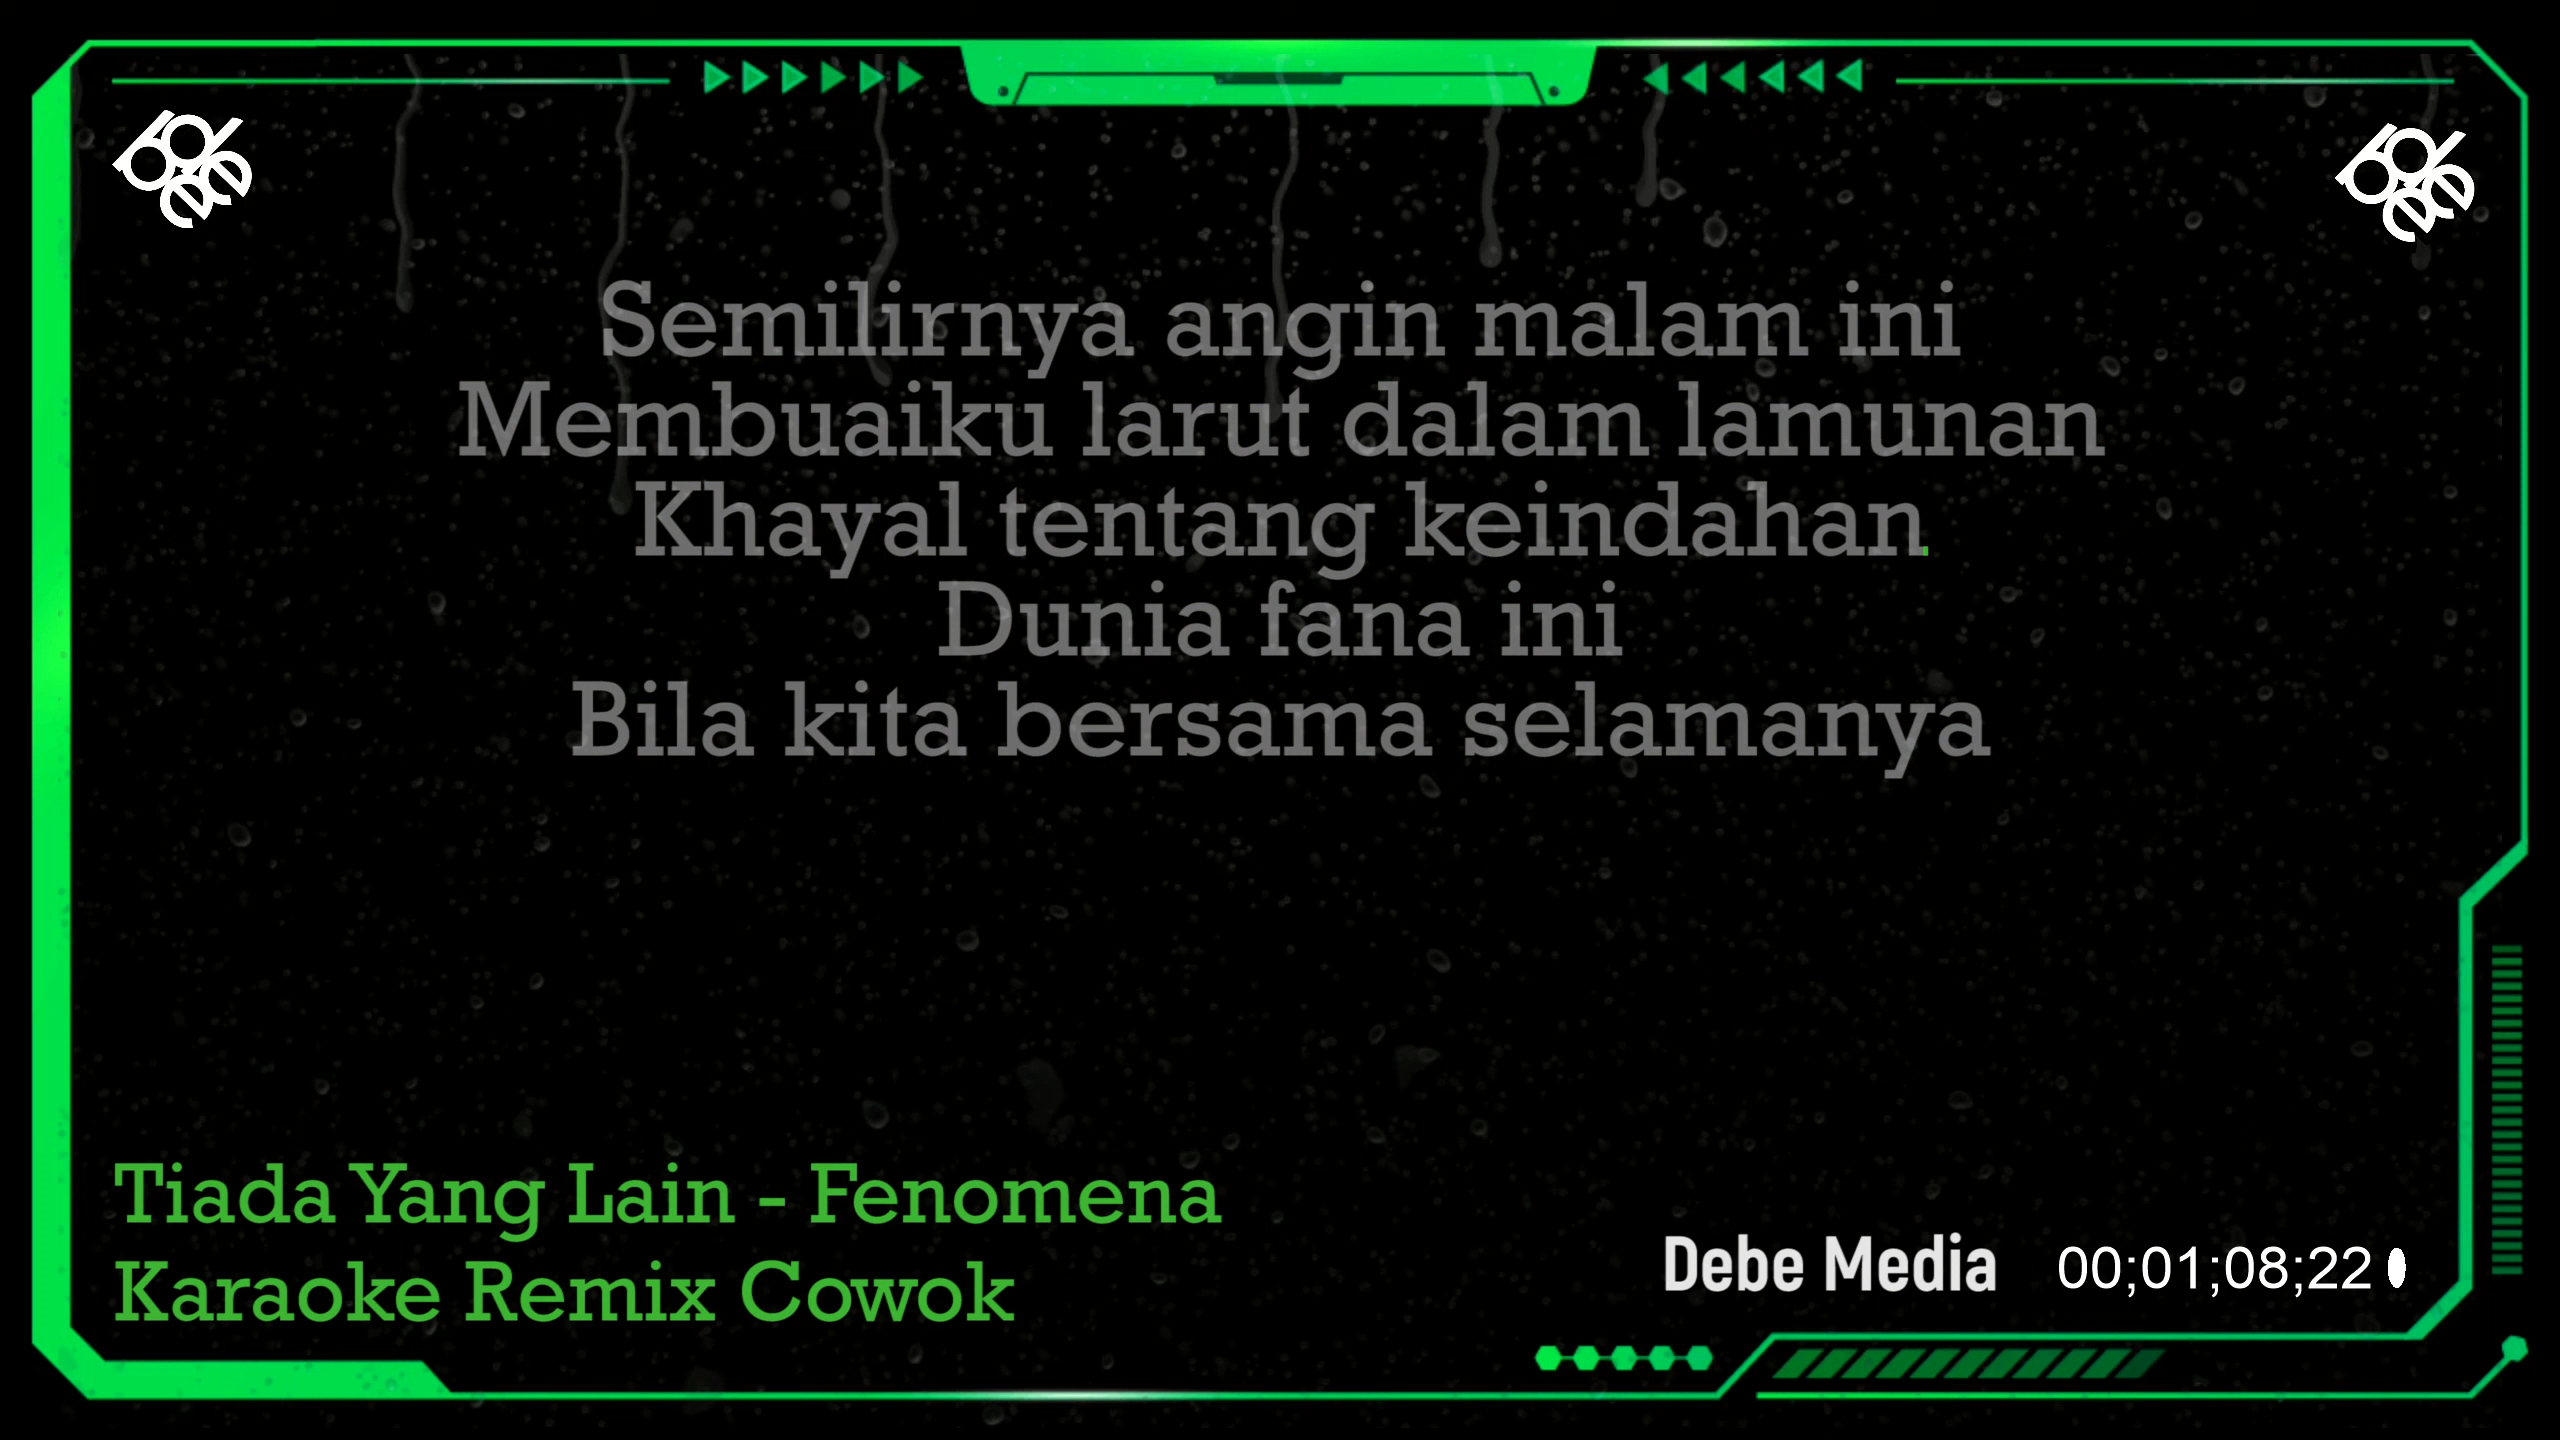 Semilirnya angin malam ini
Membuaiku larut dalam lamunan
Khayal tentang keindahan
Dunia fana ini
Bila kita bersama selamanya
Tiada Yang Lain - Fenomena
Karaoke Remix Cowok
Debe Media
00;01;08;22